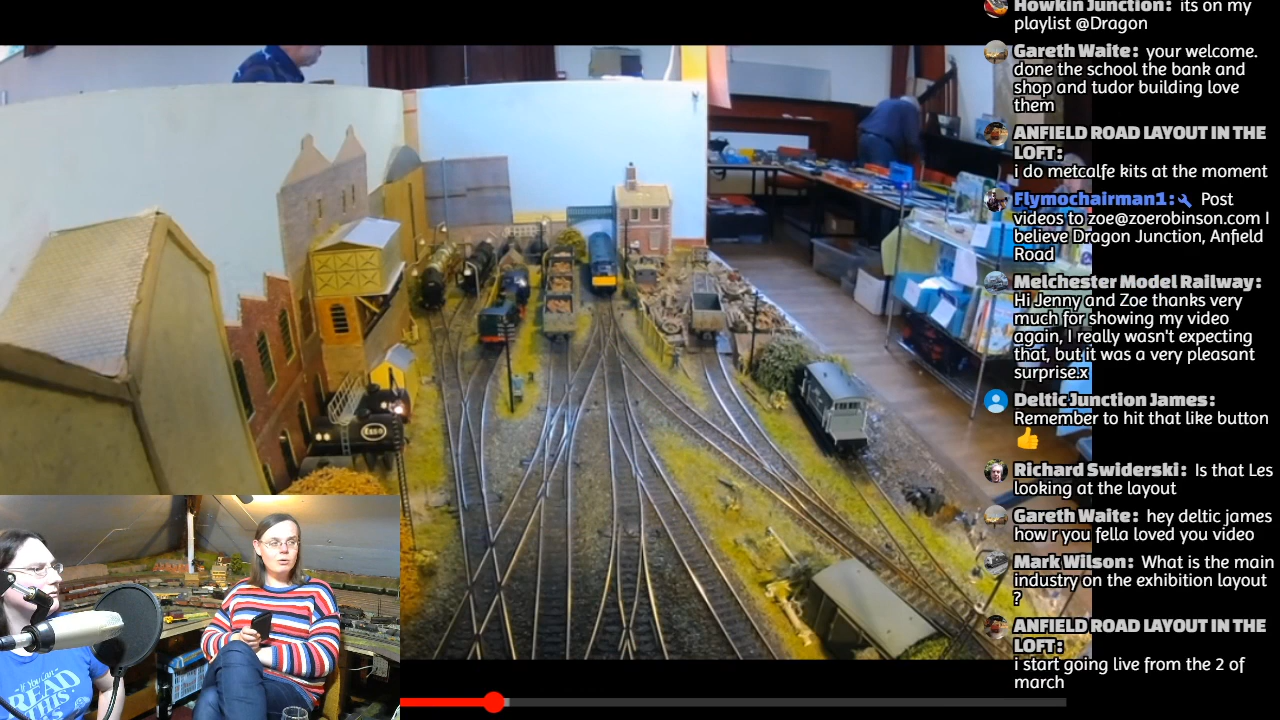 Howkin Junction: its on my
playlist @Dragon
Gareth Waite: your welcome.
done the school the bank and
shop and tudor building love
them
ANFIELD ROAD LAYOUT IN THE
LOFT:
i do metcalfe kits at the moment
Flymochairman1: Post
videos to zoe@zoerobinson.com I
believe Dragon Junction, Anfield
Road
Melchester Model Railway:
Hi Jenny and Zoe thanks very
much for showing my video
again, I really wasn't expecting
that, but it was a very pleasant
surprise.x
Deltic Junction James:
Remember to hit that like button
👍
Richard Swiderski: Is that Les
looking at the layout
Gareth Waite: hey deltic james
how r you fella loved you video
Mark Wilson: What is the main
industry on the exhibition layout
?
ANFIELD ROAD LAYOUT IN THE
LOFT:
i start going live from the 2 of
march
Esso
If You Can
READ
THIS